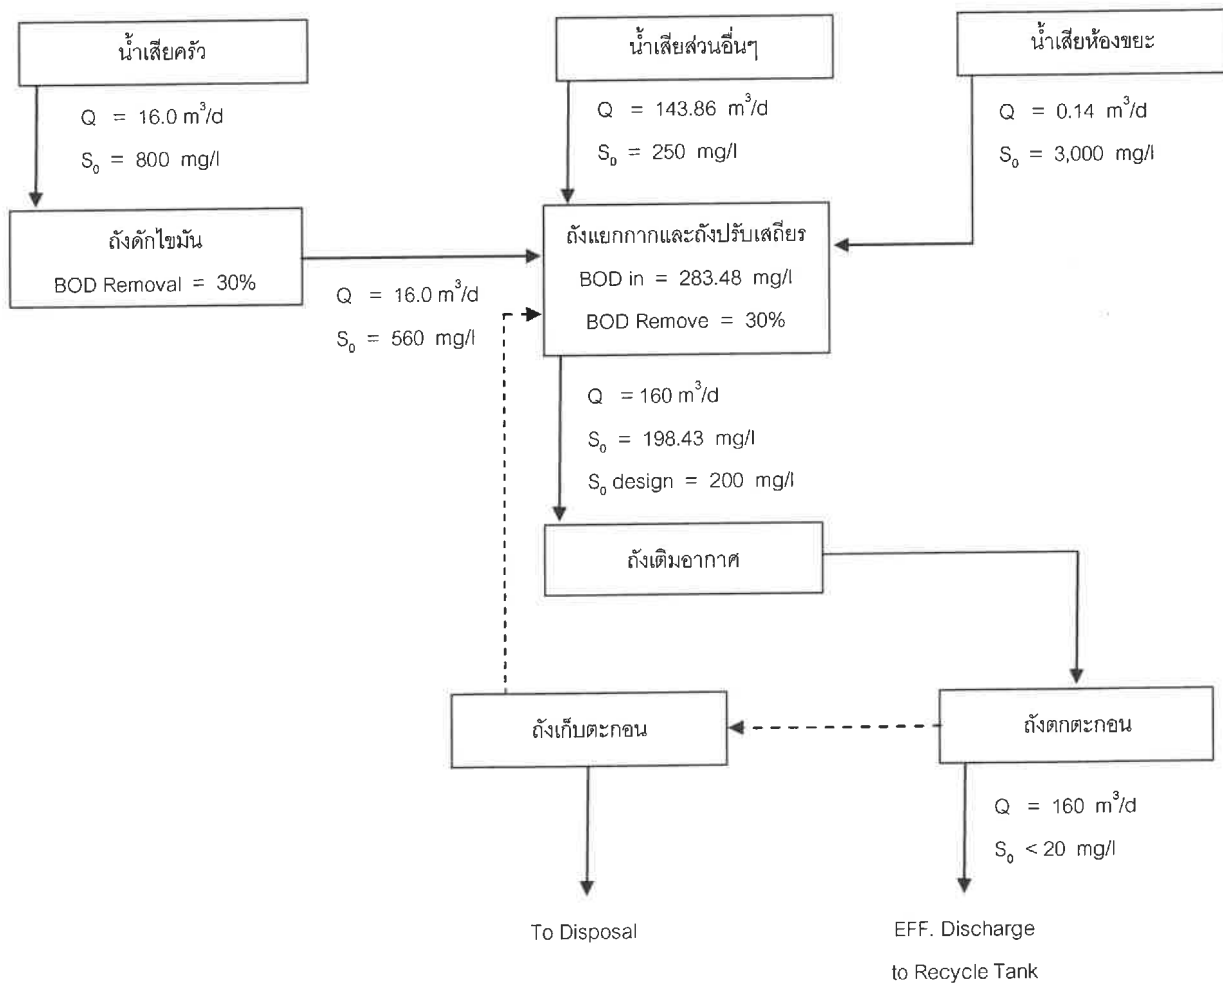 น้ำเสียครัว
น้ำเสียส่วนอื่นๆ
น้ำเสียห้องขยะ
Q = 16.0 m³/d
S₀ = 800 mg/l
Q = 143.86 m³/d
S₀ = 250 mg/l
Q = 0.14 m³/d
S₀ = 3,000 mg/l
ถังดักไขมัน
BOD Removal = 30%
Q = 16.0 m³/d
S₀ = 560 mg/l
ถังแยกกากและถังปรับเสถียร
BOD in = 283.48 mg/l
BOD Remove = 30%
Q = 160 m³/d
S₀ = 198.43 mg/l
S₀ design = 200 mg/l
ถังเติมอากาศ
ถังเก็บตะกอน
ถังตกตะกอน
Q = 160 m³/d
S₀ < 20 mg/l
To Disposal
EFF. Discharge
to Recycle Tank